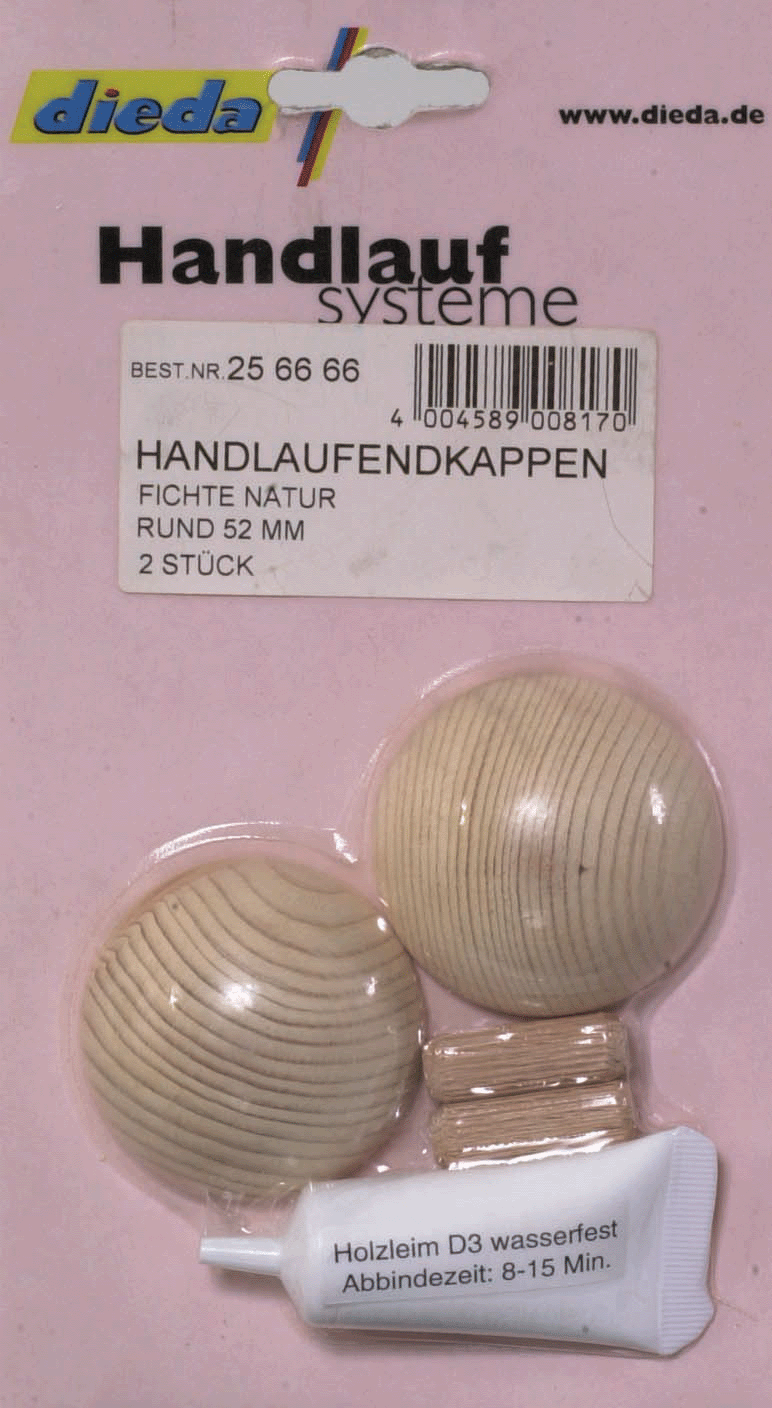 dieda
www.dieda.de
Handlauf
systeme
BEST.NR. 25 66 66
4 004589 008170
HANDLAUFENDKAPPEN
FICHTE NATUR
RUND 52 MM
2 STÜCK
Holzleim D3 wasserfest
Abbindezeit: 8-15 Min.